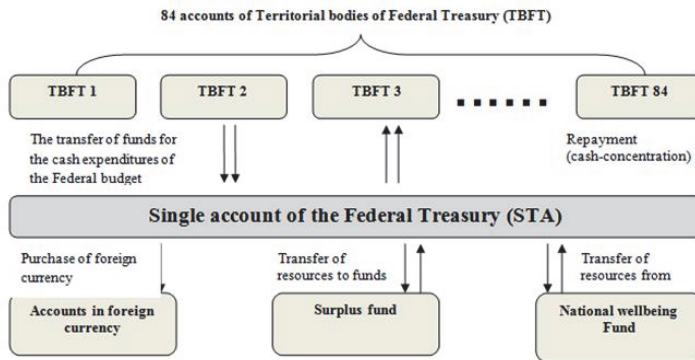 84 accounts of Territorial bodies of Federal Treasury (TBFT)
TBFT 1
TBFT 2
TBFT 3
TBFT 84
The transfer of funds for
the cash expenditures of
the Federal budget
Repayment
(cash-concentration)
Single account of the Federal Treasury (STA)
Purchase of foreign
currency
Transfer of
resources to funds
Transfer of
resources from
Accounts in foreign
currency
Surplus fund
National wellbeing
Fund